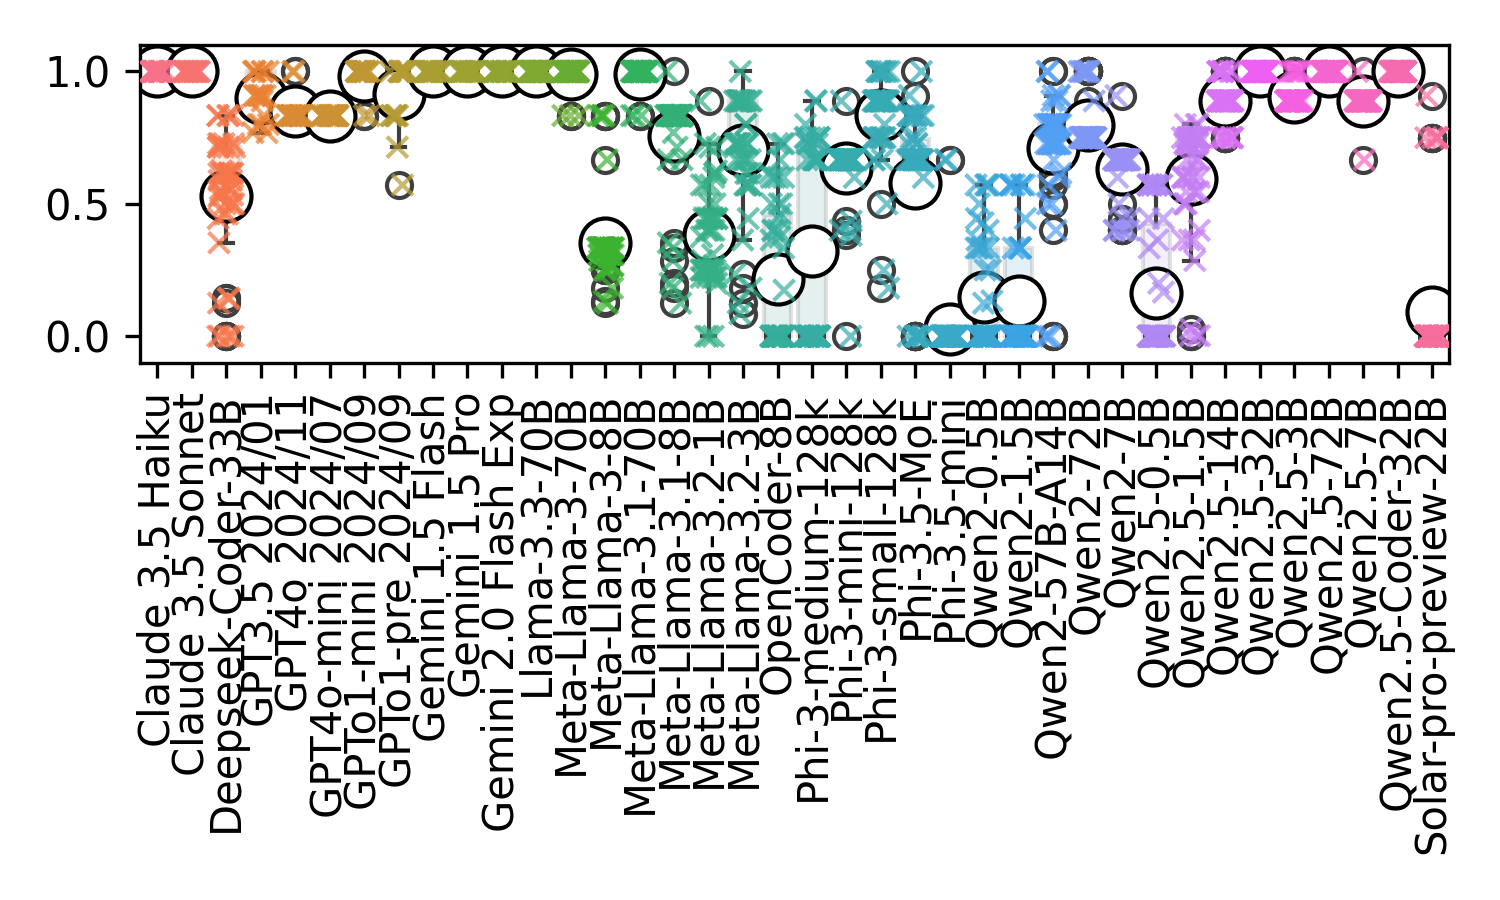 1.0
0.5
0.0
Claude 3.5 Haiku
Claude 3.5 Sonnet
Deepseek-Coder-33B
GPT3.5 2024/01
GPT4o 2024/11
GPT4o-mini 2024/07
GPTo1-mini 2024/09
GPTo1-pre 2024/09
Gemini 1.5 Flash
Gemini 1.5 Pro
Gemini 2.0 Flash Exp
Llama-3.3-70B
Meta-Llama-3-70B
Meta-Llama-3-8B
Meta-Llama-3.1-70B
Meta-Llama-3.1-8B
Meta-Llama-3.2-1B
Meta-Llama-3.2-3B
OpenCoder-8B
Phi-3-medium-128k
Phi-3-mini-128k
Phi-3-small-128k
Phi-3.5-MoE
Phi-3.5-mini
Qwen2-0.5B
Qwen2-1.5B
Qwen2-57B-A14B
Qwen2-72B
Qwen2-7B
Qwen2.5-0.5B
Qwen2.5-1.5B
Qwen2.5-14B
Qwen2.5-32B
Qwen2.5-3B
Qwen2.5-72B
Qwen2.5-7B
Qwen2.5-Coder-32B
Solar-pro-preview-22B